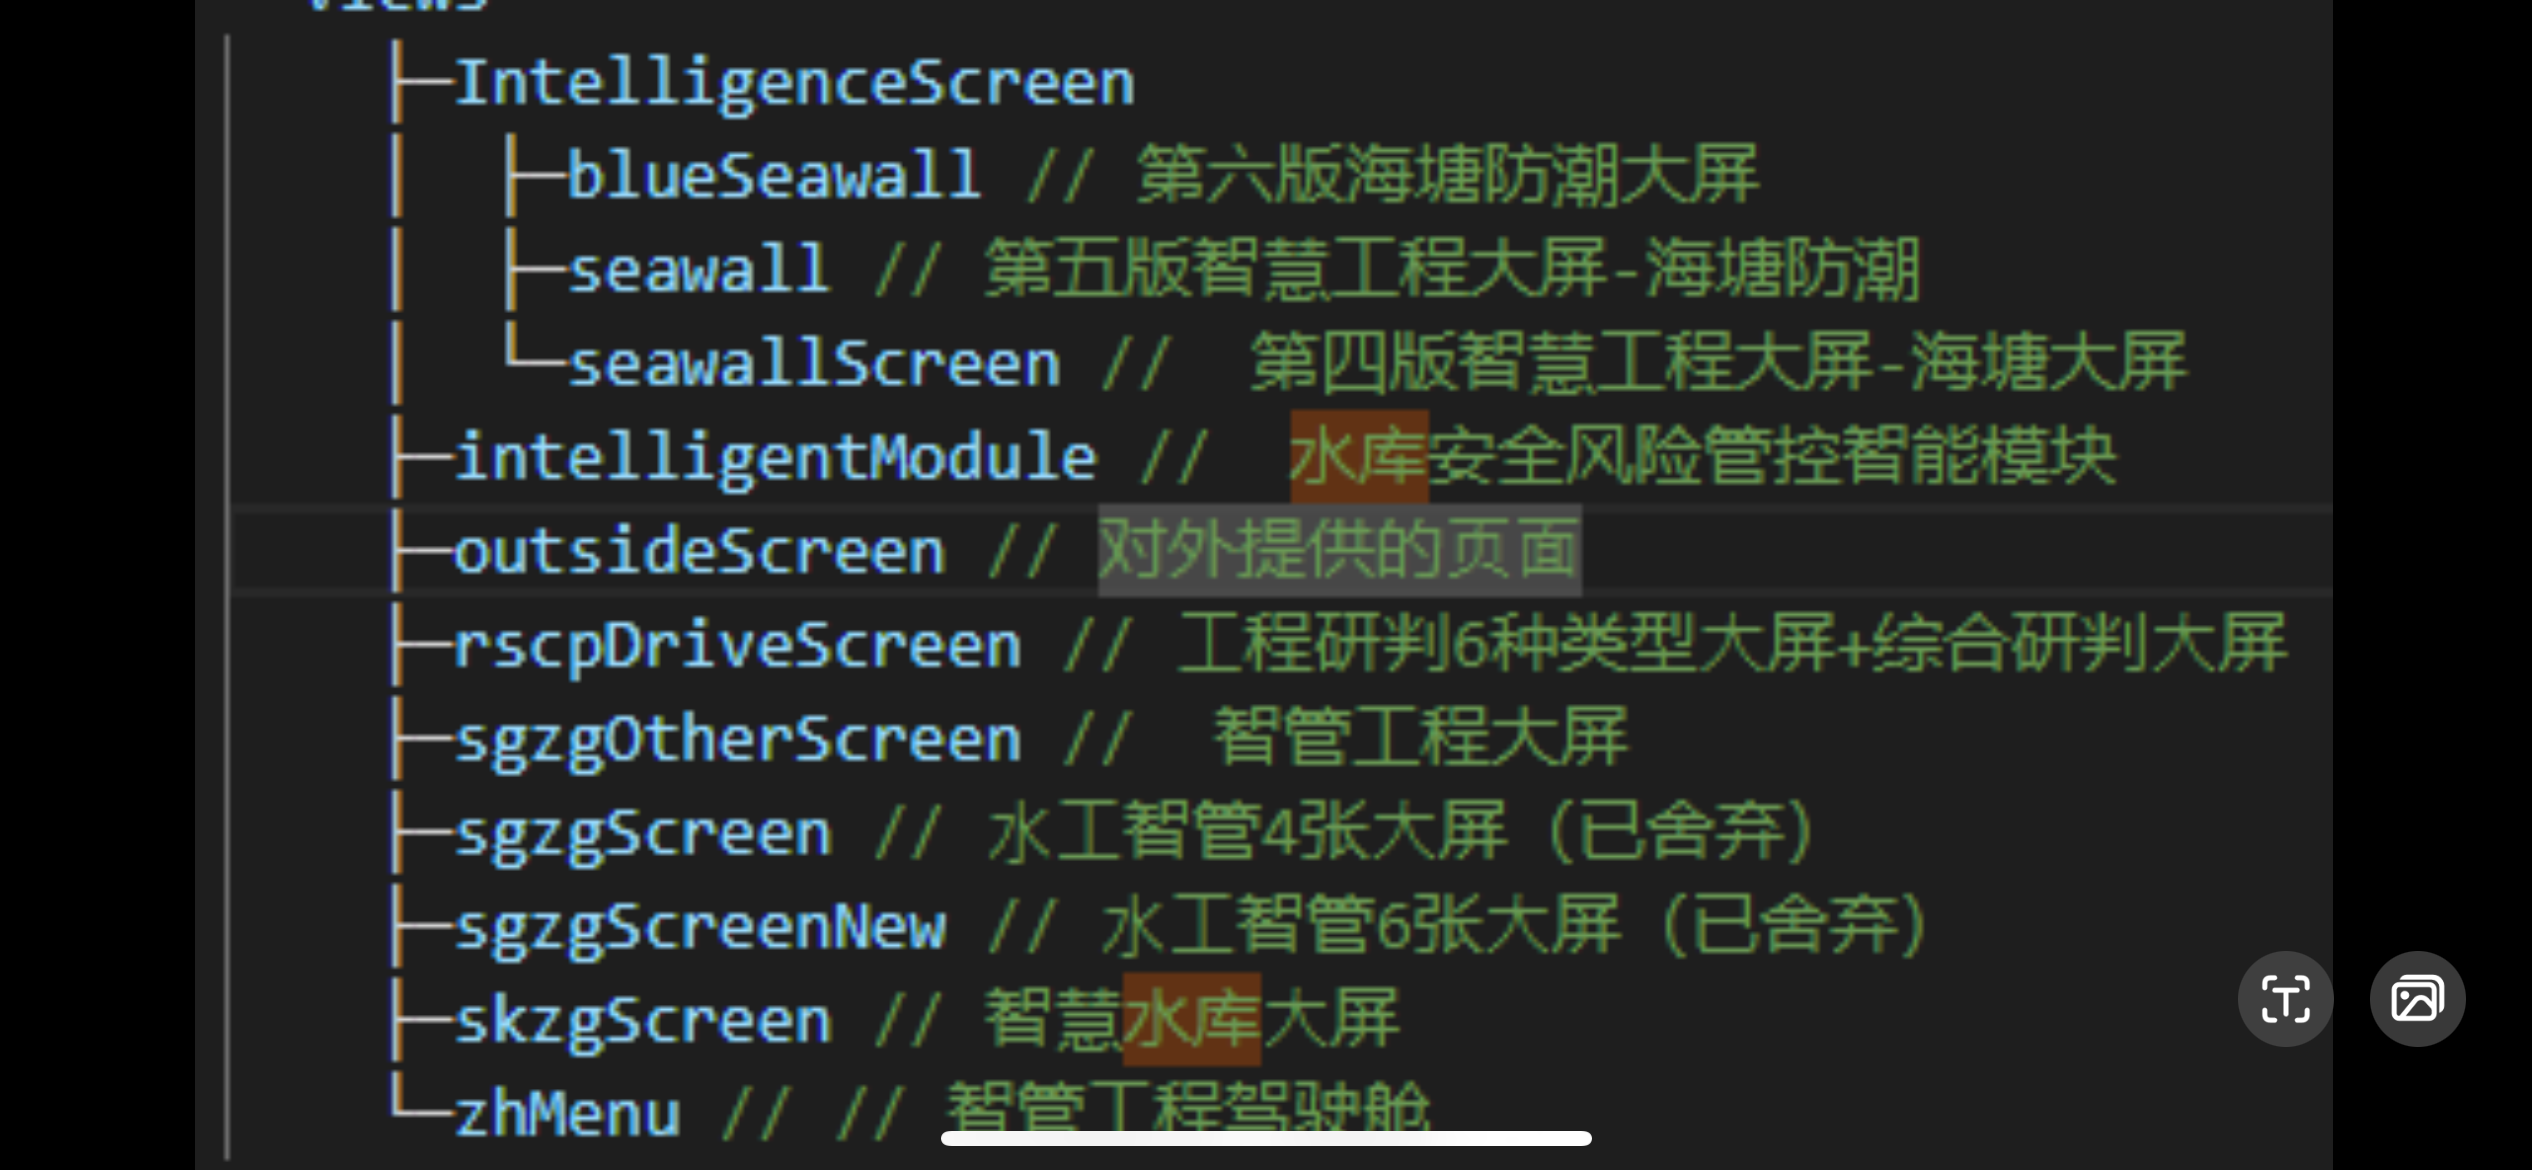 views
├─IntelligenceScreen
│  ├─blueSeawall // 第六版海塘防潮大屏
│  ├─seawall // 第五版智慧工程大屏-海塘防潮
│  └─seawallScreen //  第四版智慧工程大屏-海塘大屏
├─intelligentModule //  水库安全风险管控智能模块
├─outsideScreen // 对外提供的页面
├─rscpDriveScreen // 工程研判6种类型大屏+综合研判大屏
├─sgzgOtherScreen //  智管工程大屏
├─sgzgScreen // 水工智管4张大屏（已舍弃）
├─sgzgScreenNew // 水工智管6张大屏（已舍弃）
├─skzgScreen // 智慧水库大屏
└─zhMenu // // 智管工程驾驶舱